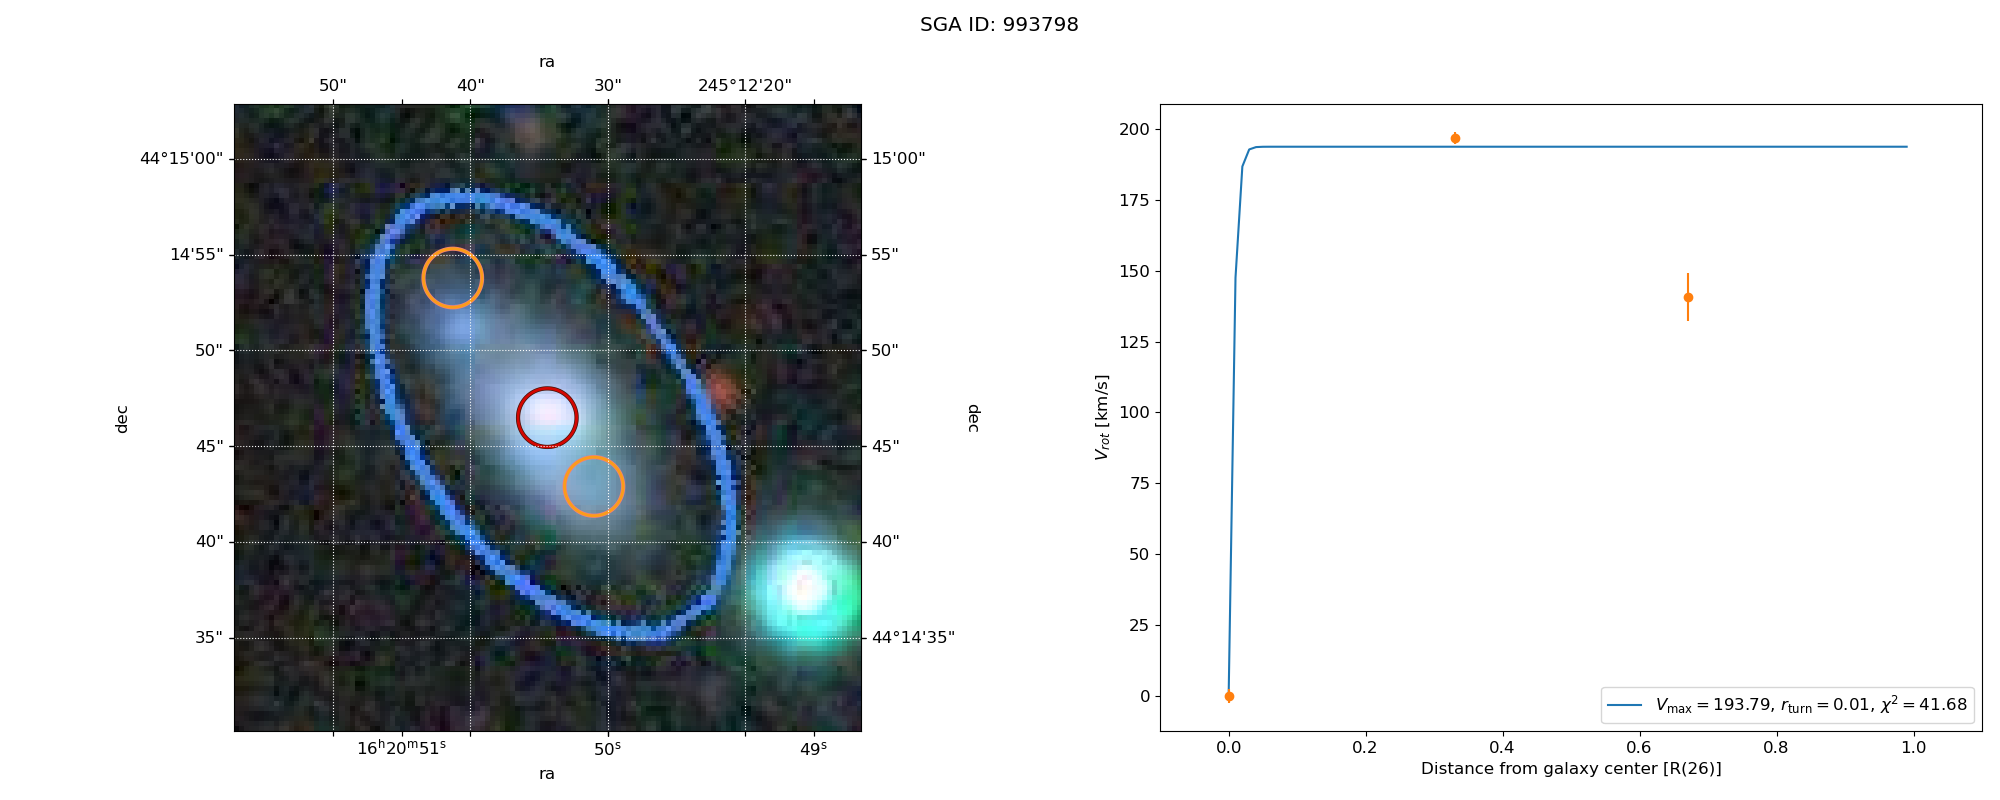 SGA ID: 993798
ra
50" 40" 30" 245°12'20"
44°15'00" 15'00"
14'55" 55"
50" 50"
45" 45"
40" 40"
35" 44°14'35"
dec dec
16ʰ20ᵐ51ˢ 50ˢ 49ˢ
ra
200
175
150
125
100
75
50
25
0
V_rot [km/s]
0.0 0.2 0.4 0.6 0.8 1.0
Distance from galaxy center [R(26)]
V_max = 193.79, r_turn = 0.01, χ² = 41.68